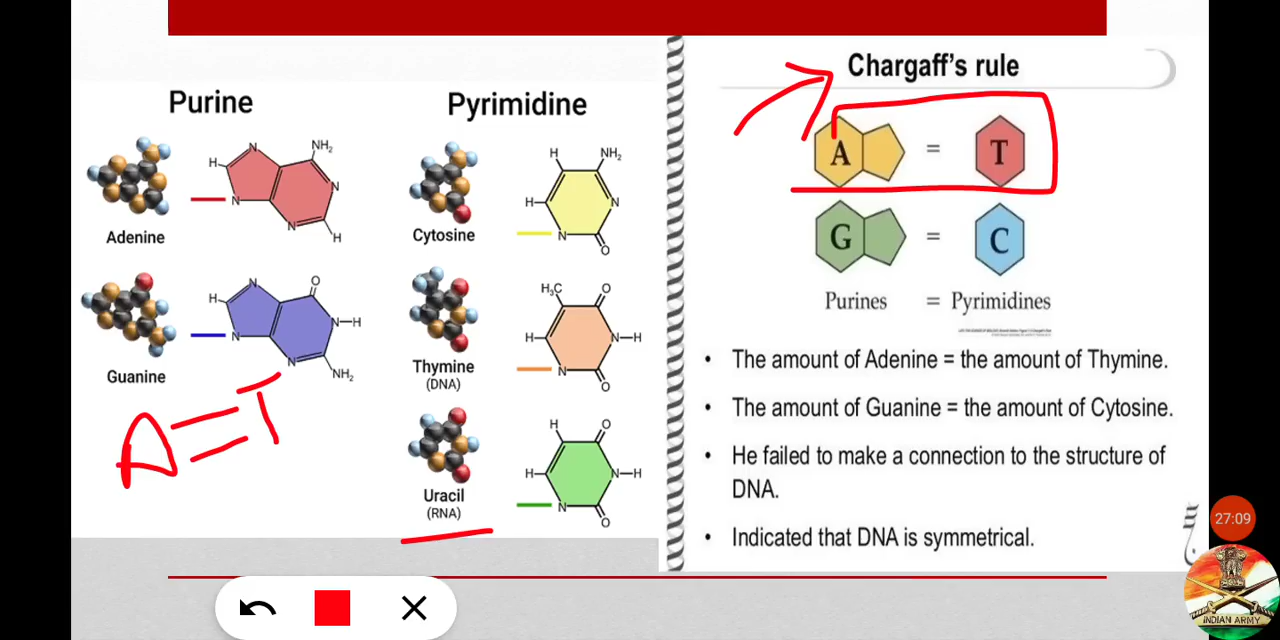 Purine
Pyrimidine
NH₂
H
N
N
N
N
H
Adenine
H
NH₂
H
N
N
O
Cytosine
O
H
N
N
N
N
H
NH₂
Guanine
H₃C
O
H
N
H
N
O
Thymine
(DNA)
H
O
H
N
H
N
O
Uracil
(RNA)
A=T
Chargaff's rule
A = T
G = C
Purines = Pyrimidines
• The amount of Adenine = the amount of Thymine.
• The amount of Guanine = the amount of Cytosine.
• He failed to make a connection to the structure of
DNA.
• Indicated that DNA is symmetrical.
27:09
INDIAN ARMY